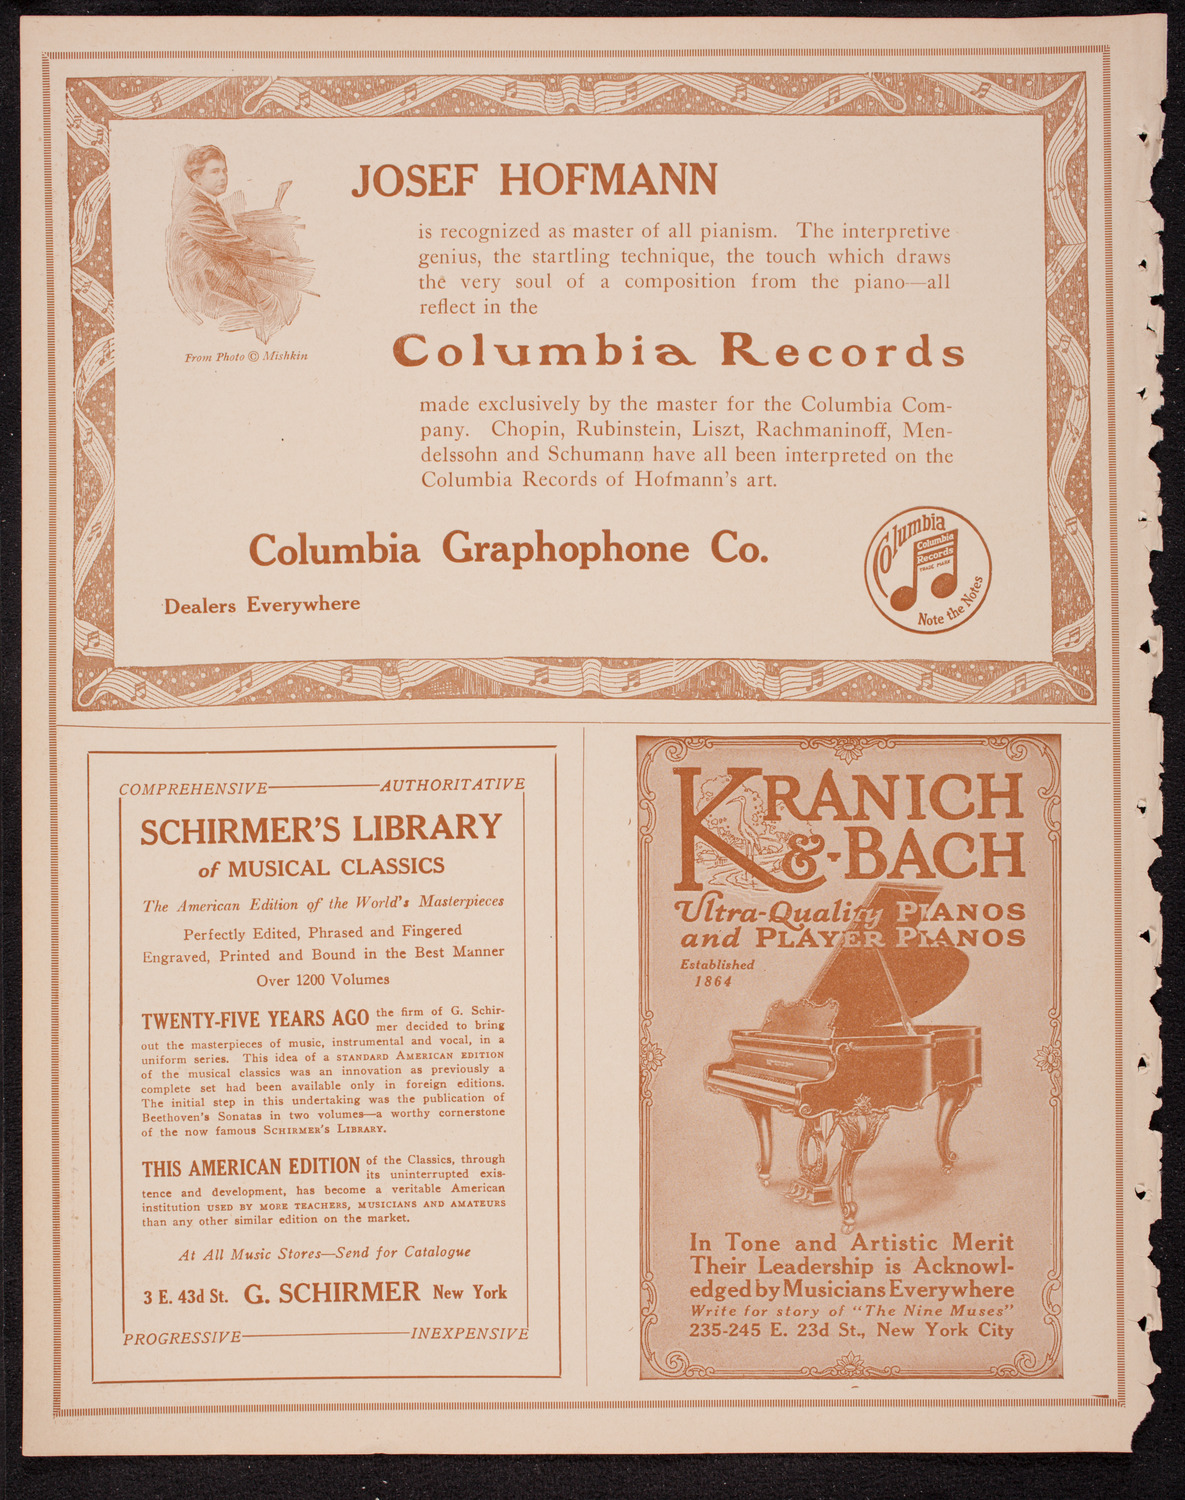 JOSEF HOFMANN
is recognized as master of all pianism. The interpretive
genius, the startling technique, the touch which draws
the very soul of a composition from the piano—all
reflect in the
From Photo © Mishkin
Columbia Records
made exclusively by the master for the Columbia Com-
pany. Chopin, Rubinstein, Liszt, Rachmaninoff, Men-
delssohn and Schumann have all been interpreted on the
Columbia Records of Hofmann's art.
Columbia Graphophone Co.
Dealers Everywhere
Columbia
Columbia
Records
TRADE MARK
Note the Notes
COMPREHENSIVE AUTHORITATIVE
SCHIRMER'S LIBRARY
of MUSICAL CLASSICS
The American Edition of the World's Masterpieces
Perfectly Edited, Phrased and Fingered
Engraved, Printed and Bound in the Best Manner
Over 1200 Volumes
TWENTY-FIVE YEARS AGO the firm of G. Schir-
mer decided to bring
out the masterpieces of music, instrumental and vocal, in a
uniform series. This idea of a STANDARD AMERICAN EDITION
of the musical classics was an innovation as previously a
complete set had been available only in foreign editions.
The initial step in this undertaking was the publication of
Beethoven's Sonatas in two volumes—a worthy cornerstone
of the now famous SCHIRMER'S LIBRARY.
THIS AMERICAN EDITION of the Classics, through
its uninterrupted exis-
tence and development, has become a veritable American
institution USED BY MORE TEACHERS, MUSICIANS AND AMATEURS
than any other similar edition on the market.
At All Music Stores—Send for Catalogue
3 E. 43d St. G. SCHIRMER New York
PROGRESSIVE INEXPENSIVE
KRANICH
&-BACH
Ultra-Quality PIANOS
and PLAYER PIANOS
Established
1864
In Tone and Artistic Merit
Their Leadership is Acknowl-
edged by Musicians Everywhere
Write for story of "The Nine Muses"
235-245 E. 23d St., New York City